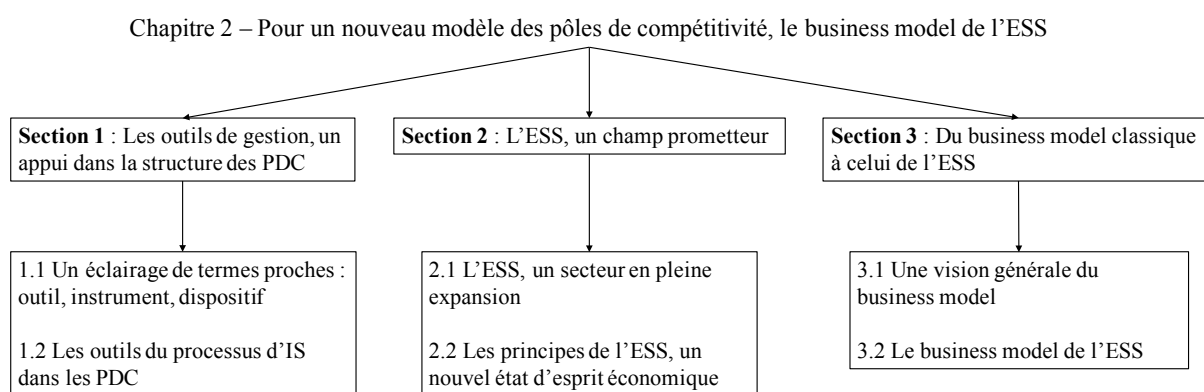 Chapitre 2 – Pour un nouveau modèle des pôles de compétitivité, le business model de l’ESS
Section 1 : Les outils de gestion, un
appui dans la structure des PDC
Section 2 : L’ESS, un champ prometteur
Section 3 : Du business model classique
à celui de l’ESS
1.1 Un éclairage de termes proches :
outil, instrument, dispositif
1.2 Les outils du processus d’IS
dans les PDC
2.1 L’ESS, un secteur en pleine
expansion
2.2 Les principes de l’ESS, un
nouvel état d’esprit économique
3.1 Une vision générale du
business model
3.2 Le business model de l’ESS